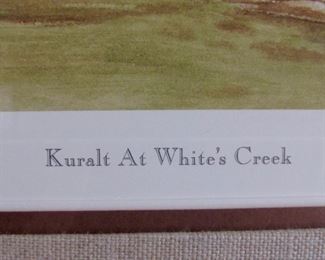 Kuralt At White's Creek